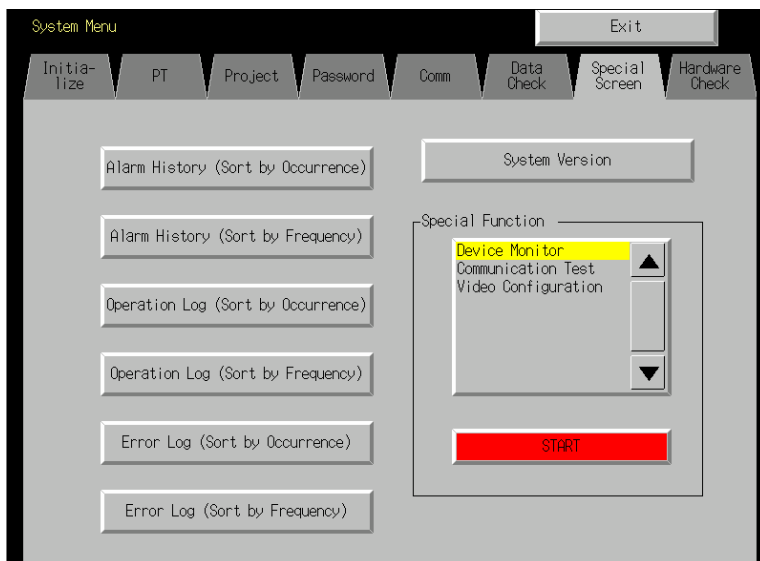 System Menu
Exit
Initia-
lize
PT
Project
Password
Comm
Data
Check
Special
Screen
Hardware
Check
Alarm History (Sort by Occurrence)
Alarm History (Sort by Frequency)
Operation Log (Sort by Occurrence)
Operation Log (Sort by Frequency)
Error Log (Sort by Occurrence)
Error Log (Sort by Frequency)
System Version
Special Function
Device Monitor
Communication Test
Video Configuration
START